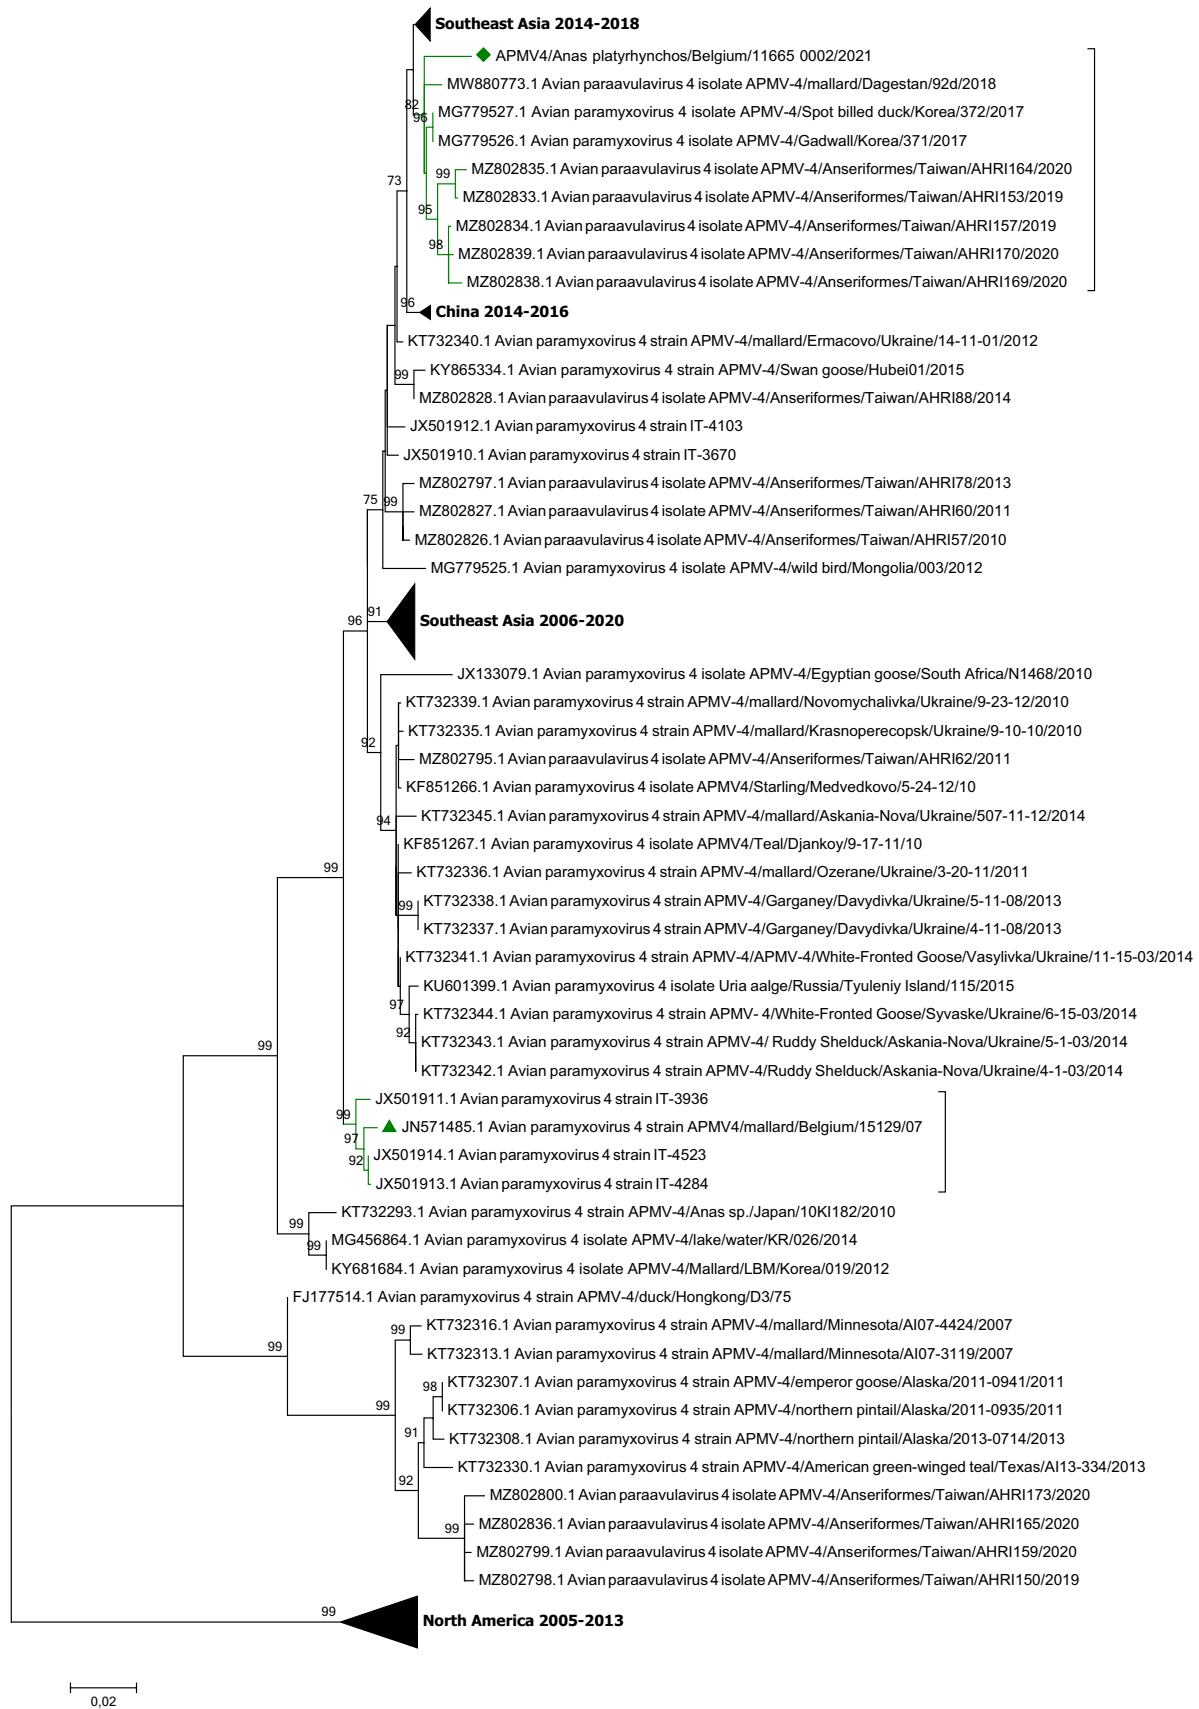 Southeast Asia 2014-2018
APMV4/Anas platyrhynchos/Belgium/11665 0002/2021
MW880773.1 Avian paraavulavirus 4 isolate APMV-4/mallard/Dagestan/92d/2018
82
96
MG779527.1 Avian paramyxovirus 4 isolate APMV-4/Spot billed duck/Korea/372/2017
MG779526.1 Avian paramyxovirus 4 isolate APMV-4/Gadwall/Korea/371/2017
99
MZ802835.1 Avian paraavulavirus 4 isolate APMV-4/Anseriformes/Taiwan/AHRI164/2020
73
MZ802833.1 Avian paraavulavirus 4 isolate APMV-4/Anseriformes/Taiwan/AHRI153/2019
95
MZ802834.1 Avian paraavulavirus 4 isolate APMV-4/Anseriformes/Taiwan/AHRI157/2019
98
MZ802839.1 Avian paraavulavirus 4 isolate APMV-4/Anseriformes/Taiwan/AHRI170/2020
MZ802838.1 Avian paraavulavirus 4 isolate APMV-4/Anseriformes/Taiwan/AHRI169/2020
96
China 2014-2016
KT732340.1 Avian paramyxovirus 4 strain APMV-4/mallard/Ermacovo/Ukraine/14-11-01/2012
99
KY865334.1 Avian paramyxovirus 4 strain APMV-4/Swan goose/Hubei01/2015
MZ802828.1 Avian paraavulavirus 4 isolate APMV-4/Anseriformes/Taiwan/AHRI88/2014
JX501912.1 Avian paramyxovirus 4 strain IT-4103
JX501910.1 Avian paramyxovirus 4 strain IT-3670
MZ802797.1 Avian paraavulavirus 4 isolate APMV-4/Anseriformes/Taiwan/AHRI78/2013
75
99
MZ802827.1 Avian paraavulavirus 4 isolate APMV-4/Anseriformes/Taiwan/AHRI60/2011
MZ802826.1 Avian paraavulavirus 4 isolate APMV-4/Anseriformes/Taiwan/AHRI57/2010
MG779525.1 Avian paramyxovirus 4 isolate APMV-4/wild bird/Mongolia/003/2012
96
91
Southeast Asia 2006-2020
JX133079.1 Avian paramyxovirus 4 isolate APMV-4/Egyptian goose/South Africa/N1468/2010
KT732339.1 Avian paramyxovirus 4 strain APMV-4/mallard/Novomychalivka/Ukraine/9-23-12/2010
KT732335.1 Avian paramyxovirus 4 strain APMV-4/mallard/Krasnoperecopsk/Ukraine/9-10-10/2010
92
MZ802795.1 Avian paraavulavirus 4 isolate APMV-4/Anseriformes/Taiwan/AHRI62/2011
KF851266.1 Avian paramyxovirus 4 isolate APMV4/Starling/Medvedkovo/5-24-12/10
94
KT732345.1 Avian paramyxovirus 4 strain APMV-4/mallard/Askania-Nova/Ukraine/507-11-12/2014
KF851267.1 Avian paramyxovirus 4 isolate APMV4/Teal/Djankoy/9-17-11/10
99
KT732336.1 Avian paramyxovirus 4 strain APMV-4/mallard/Ozerane/Ukraine/3-20-11/2011
99
KT732338.1 Avian paramyxovirus 4 strain APMV-4/Garganey/Davydivka/Ukraine/5-11-08/2013
KT732337.1 Avian paramyxovirus 4 strain APMV-4/Garganey/Davydivka/Ukraine/4-11-08/2013
KT732341.1 Avian paramyxovirus 4 strain APMV-4/APMV-4/White-Fronted Goose/Vasylivka/Ukraine/11-15-03/2014
KU601399.1 Avian paramyxovirus 4 isolate Uria aalge/Russia/Tyuleniy Island/115/2015
97
KT732344.1 Avian paramyxovirus 4 strain APMV- 4/White-Fronted Goose/Syvaske/Ukraine/6-15-03/2014
92
KT732343.1 Avian paramyxovirus 4 strain APMV-4/ Ruddy Shelduck/Askania-Nova/Ukraine/5-1-03/2014
99
KT732342.1 Avian paramyxovirus 4 strain APMV-4/Ruddy Shelduck/Askania-Nova/Ukraine/4-1-03/2014
JX501911.1 Avian paramyxovirus 4 strain IT-3936
99
JN571485.1 Avian paramyxovirus 4 strain APMV4/mallard/Belgium/15129/07
97
JX501914.1 Avian paramyxovirus 4 strain IT-4523
92
JX501913.1 Avian paramyxovirus 4 strain IT-4284
KT732293.1 Avian paramyxovirus 4 strain APMV-4/Anas sp./Japan/10KI182/2010
99
MG456864.1 Avian paramyxovirus 4 isolate APMV-4/lake/water/KR/026/2014
99
KY681684.1 Avian paramyxovirus 4 isolate APMV-4/Mallard/LBM/Korea/019/2012
FJ177514.1 Avian paramyxovirus 4 strain APMV-4/duck/Hongkong/D3/75
99
KT732316.1 Avian paramyxovirus 4 strain APMV-4/mallard/Minnesota/AI07-4424/2007
99
KT732313.1 Avian paramyxovirus 4 strain APMV-4/mallard/Minnesota/AI07-3119/2007
98
KT732307.1 Avian paramyxovirus 4 strain APMV-4/emperor goose/Alaska/2011-0941/2011
99
KT732306.1 Avian paramyxovirus 4 strain APMV-4/northern pintail/Alaska/2011-0935/2011
91
KT732308.1 Avian paramyxovirus 4 strain APMV-4/northern pintail/Alaska/2013-0714/2013
KT732330.1 Avian paramyxovirus 4 strain APMV-4/American green-winged teal/Texas/AI13-334/2013
92
MZ802800.1 Avian paraavulavirus 4 isolate APMV-4/Anseriformes/Taiwan/AHRI173/2020
99
MZ802836.1 Avian paraavulavirus 4 isolate APMV-4/Anseriformes/Taiwan/AHRI165/2020
MZ802799.1 Avian paraavulavirus 4 isolate APMV-4/Anseriformes/Taiwan/AHRI159/2020
MZ802798.1 Avian paraavulavirus 4 isolate APMV-4/Anseriformes/Taiwan/AHRI150/2019
99
North America 2005-2013
0,02